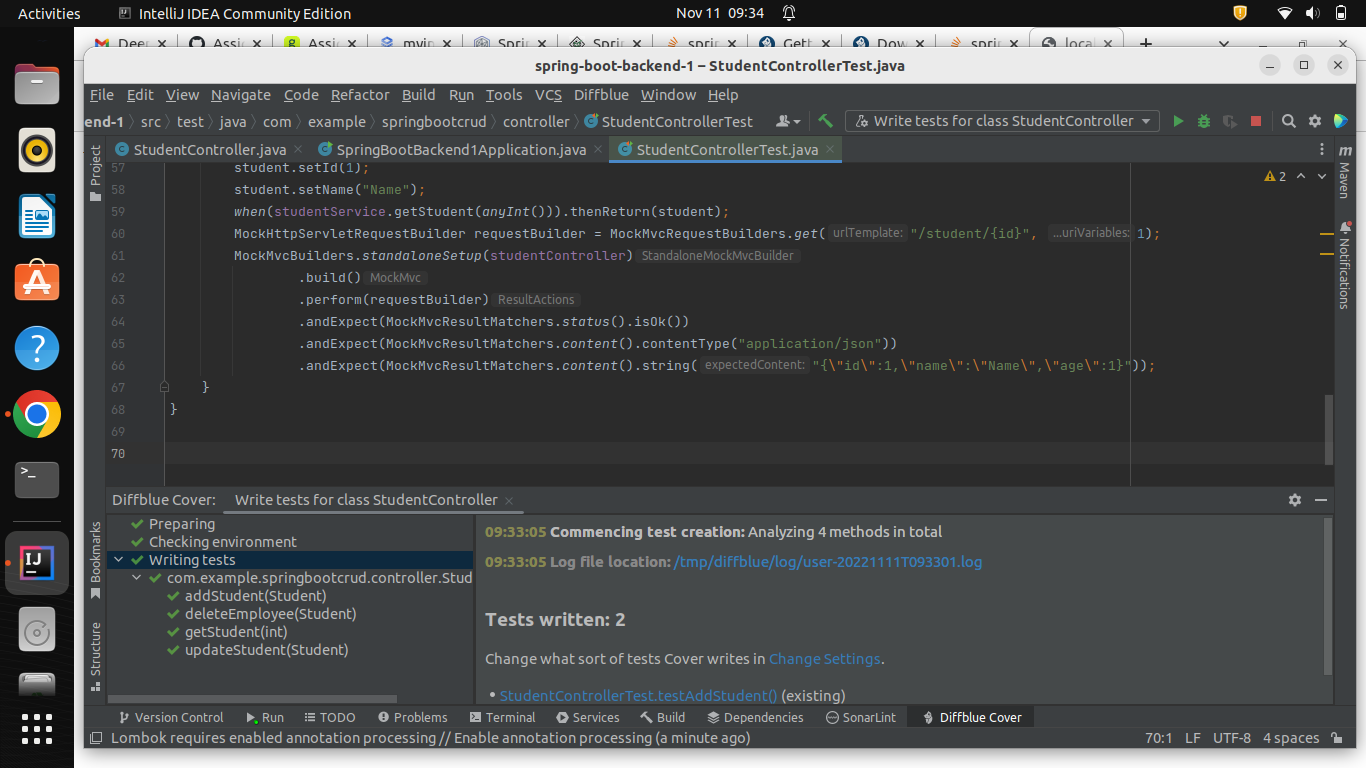 Activities IntelliJ IDEA Community Edition Nov 11 09:34
Deep Assig Assig myip Spri Spri sprin Gett Dow sprin local
spring-boot-backend-1 – StudentControllerTest.java
File Edit View Navigate Code Refactor Build Run Tools VCS Diffblue Window Help
end-1 src test java com example springbootcrud controller StudentControllerTest Write tests for class StudentController
StudentController.java SpringBootBackend1Application.java StudentControllerTest.java
Project
Maven
Notifications
Bookmarks
Structure
2
57 student.setId(1);
58 student.setName("Name");
59 when(studentService.getStudent(anyInt())).thenReturn(student);
60 MockHttpServletRequestBuilder requestBuilder = MockMvcRequestBuilders.get( urlTemplate: "/student/{id}", ...uriVariables: 1);
61 MockMvcBuilders.standaloneSetup(studentController) StandaloneMockMvcBuilder
62 .build() MockMvc
63 .perform(requestBuilder) ResultActions
64 .andExpect(MockMvcResultMatchers.status().isOk())
65 .andExpect(MockMvcResultMatchers.content().contentType("application/json"))
66 .andExpect(MockMvcResultMatchers.content().string( expectedContent: "{\"id\":1,\"name\":\"Name\",\"age\":1}"));
67 }
68 }
69
70
Diffblue Cover: Write tests for class StudentController
Preparing
Checking environment
Writing tests
com.example.springbootcrud.controller.Stud
addStudent(Student)
deleteEmployee(Student)
getStudent(int)
updateStudent(Student)
09:33:05 Commencing test creation: Analyzing 4 methods in total
09:33:05 Log file location: /tmp/diffblue/log/user-20221111T093301.log
Tests written: 2
Change what sort of tests Cover writes in Change Settings.
• StudentControllerTest.testAddStudent() (existing)
Version Control Run TODO Problems Terminal Services Build Dependencies SonarLint Diffblue Cover
Lombok requires enabled annotation processing // Enable annotation processing (a minute ago) 70:1 LF UTF-8 4 spaces